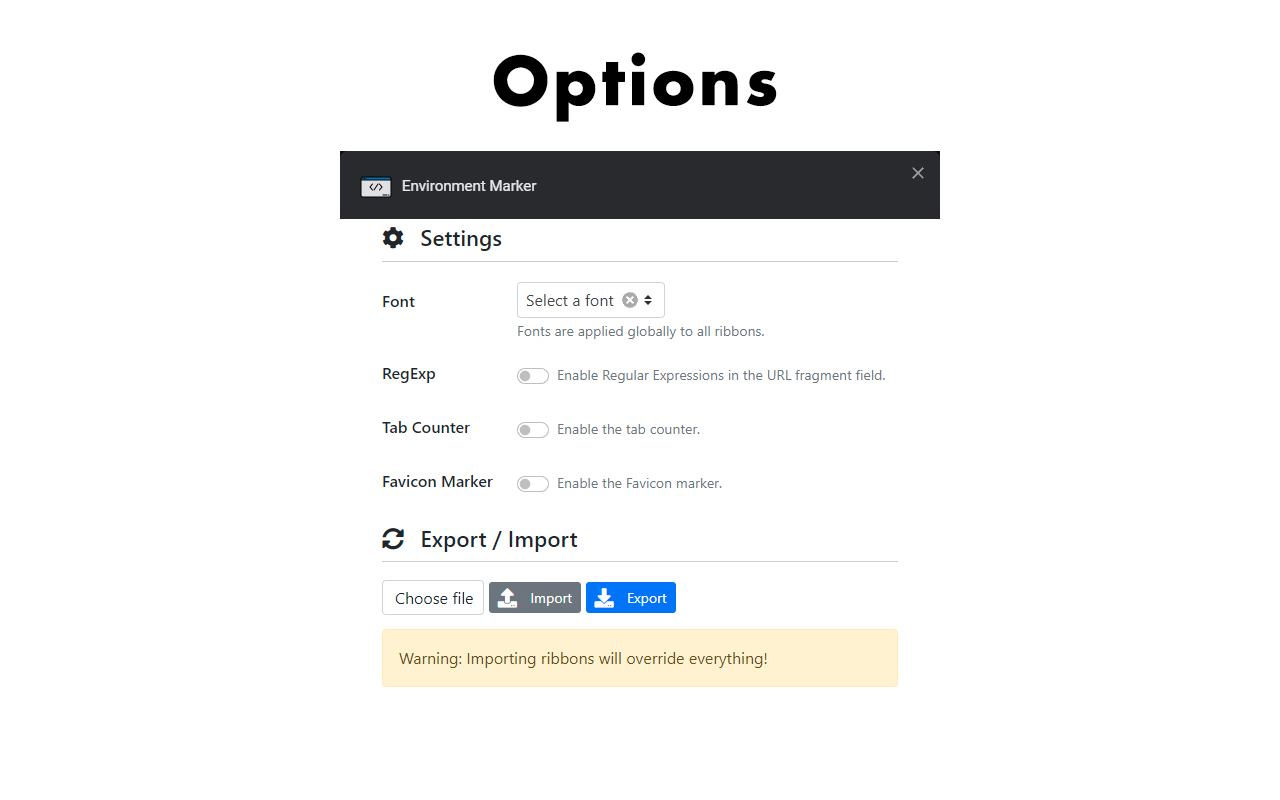 Options
Environment Marker
Settings
Font
Select a font
Fonts are applied globally to all ribbons.
RegExp
Enable Regular Expressions in the URL fragment field.
Tab Counter
Enable the tab counter.
Favicon Marker
Enable the Favicon marker.
Export / Import
Choose file
Import
Export
Warning: Importing ribbons will override everything!